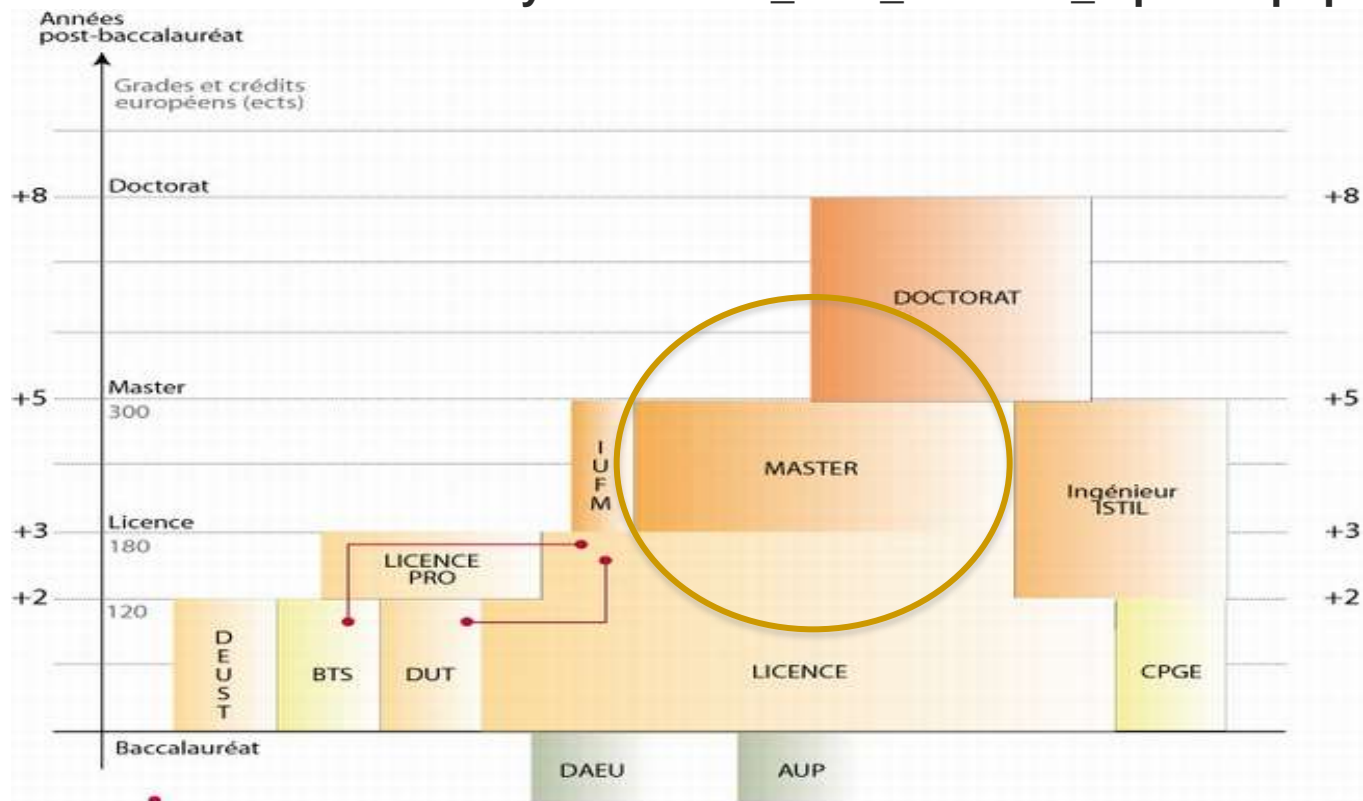 Années
post-baccalauréat
Grades et crédits
européens (ects)
+8
Doctorat
+8
DOCTORAT
Master
+5
300
+5
I
U
F
M
MASTER
Ingénieur
ISTIL
Licence
+3
180
+3
LICENCE
PRO
+2
120
+2
D
E
U
S
T
BTS
DUT
LICENCE
CPGE
Baccalauréat
DAEU
AUP